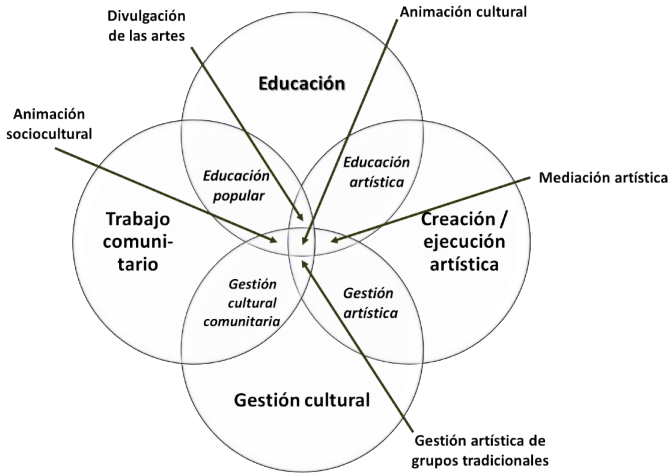 Divulgación
de las artes
Animación cultural
Educación
Animación
sociocultural
Educación
popular
Educación
artística
Mediación artística
Trabajo
comuni-
tario
Creación /
ejecución
artística
Gestión
cultural
comunitaria
Gestión
artística
Gestión cultural
Gestión artística de
grupos tradicionales